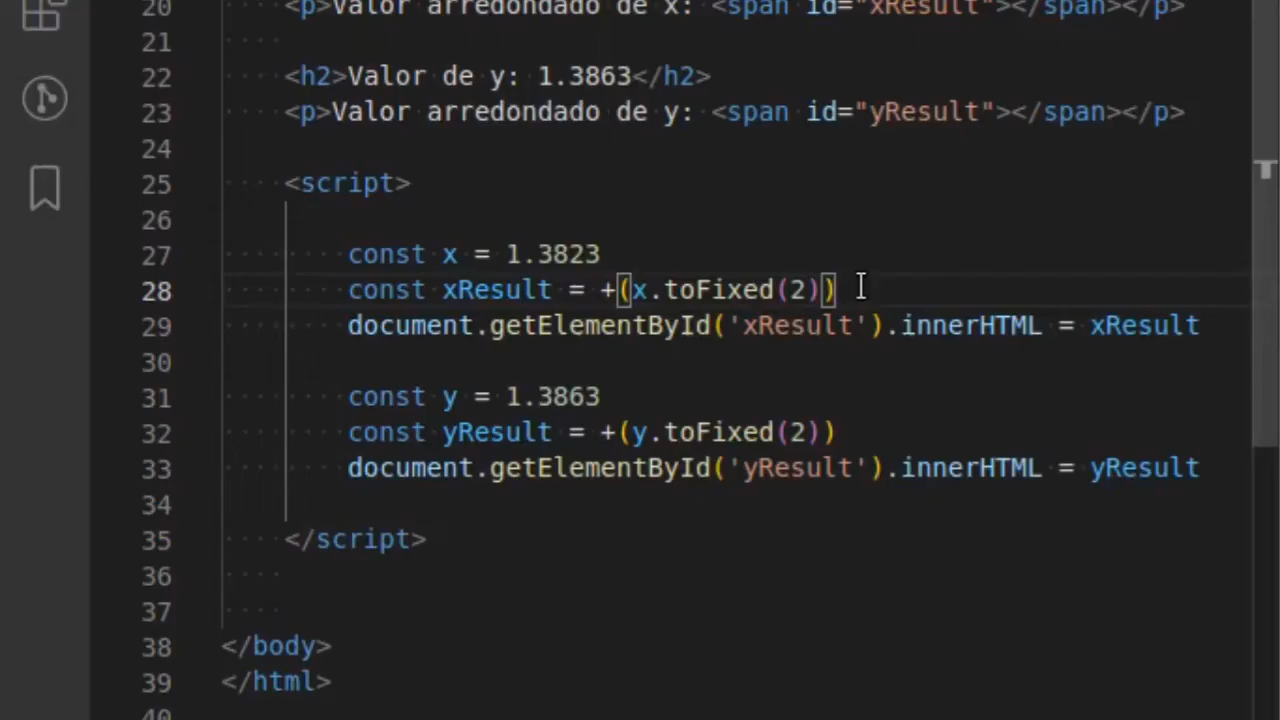 20 <p>Valor arredondado de x: <span id="xResult"></span></p>
21
22 <h2>Valor de y: 1.3863</h2>
23 <p>Valor arredondado de y: <span id="yResult"></span></p>
24
25 <script>
26
27 const x = 1.3823
28 const xResult = +(x.toFixed(2))
29 document.getElementById('xResult').innerHTML = xResult
30
31 const y = 1.3863
32 const yResult = +(y.toFixed(2))
33 document.getElementById('yResult').innerHTML = yResult
34
35 </script>
36
37
38 </body>
39 </html>
40